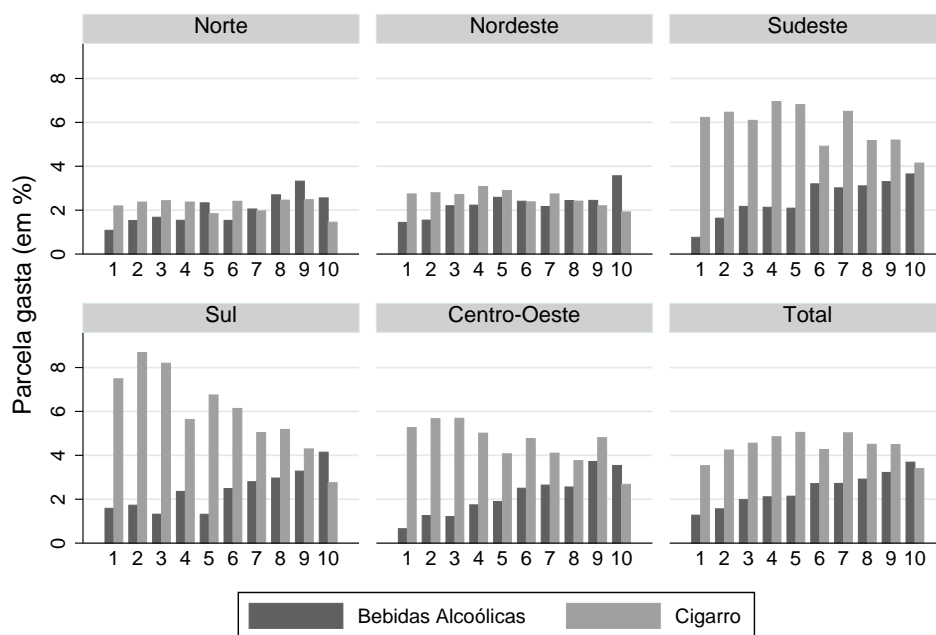 Norte
Nordeste
Sudeste
Parcela gasta (em %)
8
6
4
2
0
1 2 3 4 5 6 7 8 9 10
1 2 3 4 5 6 7 8 9 10
1 2 3 4 5 6 7 8 9 10
Sul
Centro-Oeste
Total
8
6
4
2
0
1 2 3 4 5 6 7 8 9 10
1 2 3 4 5 6 7 8 9 10
1 2 3 4 5 6 7 8 9 10
Bebidas Alcoólicas
Cigarro